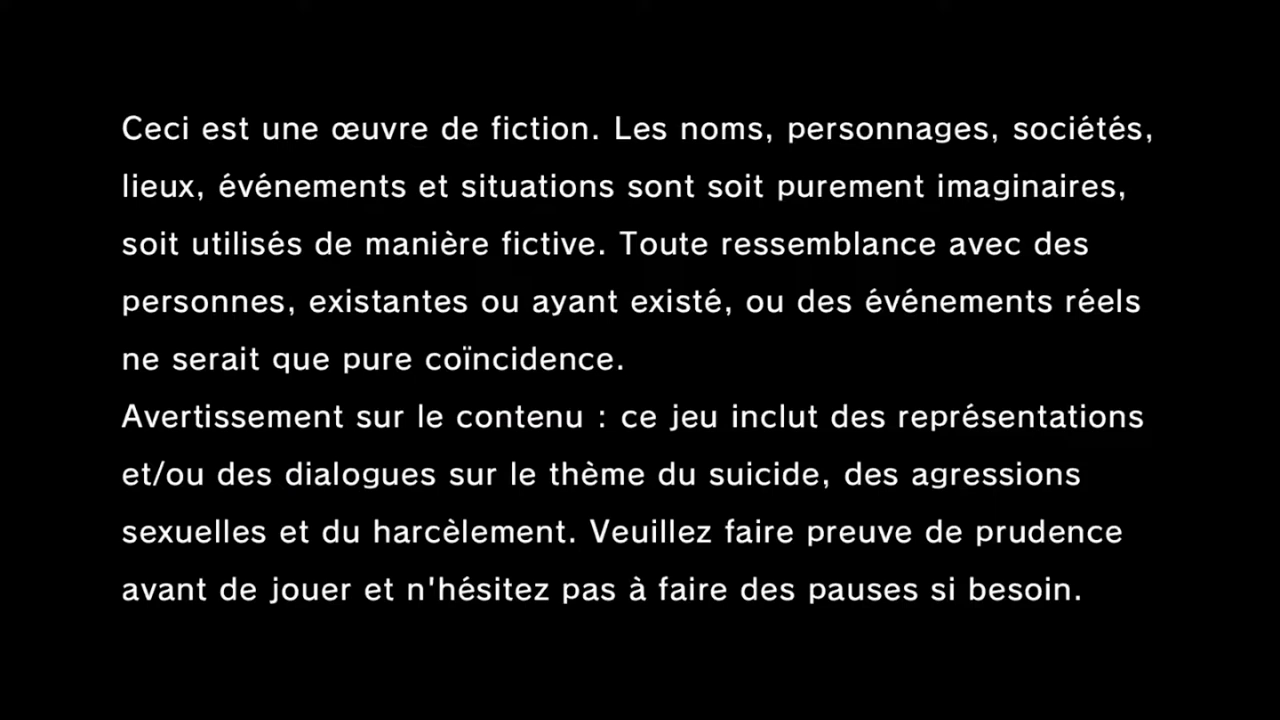 Ceci est une œuvre de fiction. Les noms, personnages, sociétés,
lieux, événements et situations sont soit purement imaginaires,
soit utilisés de manière fictive. Toute ressemblance avec des
personnes, existantes ou ayant existé, ou des événements réels
ne serait que pure coïncidence.
Avertissement sur le contenu : ce jeu inclut des représentations
et/ou des dialogues sur le thème du suicide, des agressions
sexuelles et du harcèlement. Veuillez faire preuve de prudence
avant de jouer et n'hésitez pas à faire des pauses si besoin.